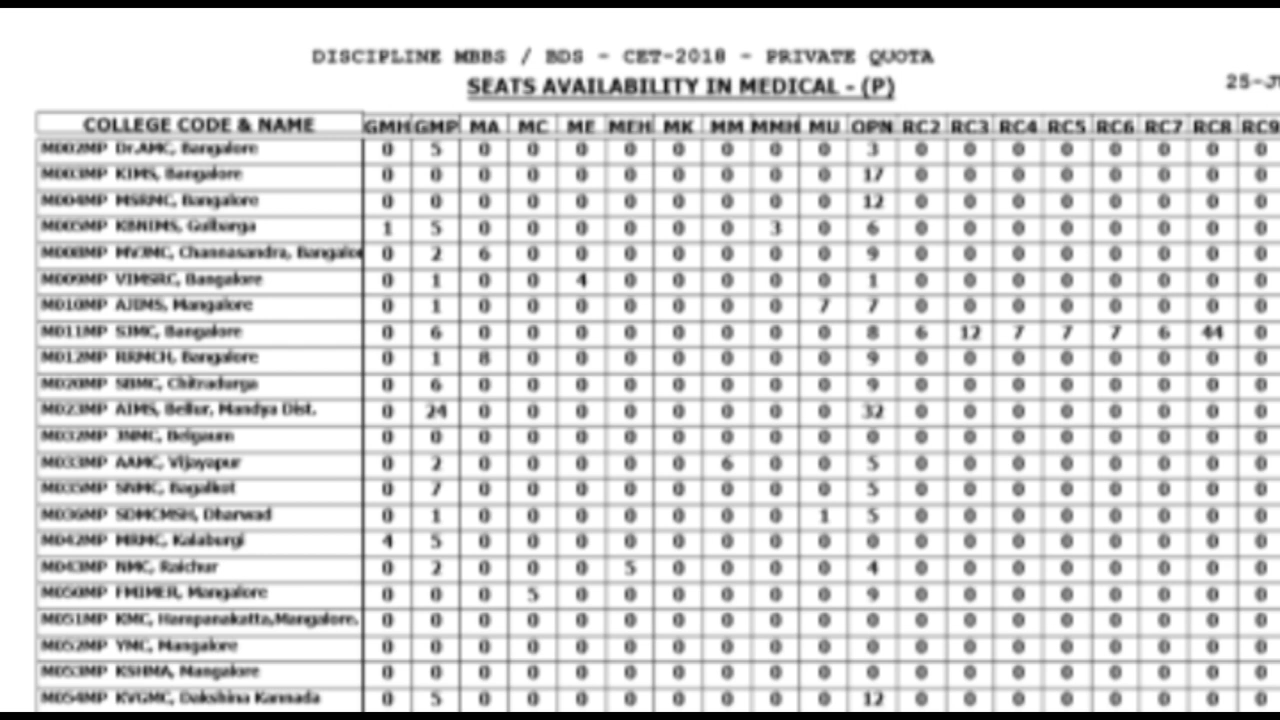 DISCIPLINE MBBS / BDS - CET-2018 - PRIVATE QUOTA
SEATS AVAILABILITY IN MEDICAL - (P)
25-J
COLLEGE CODE & NAME GMH GMP MA MC ME MEH MK MM MMH MU OPN RC2 RC3 RC4 RC5 RC6 RC7 RC8 RC9
M002MP Dr.AMC, Bangalore 0 5 0 0 0 0 0 0 0 0 3 0 0 0 0 0 0 0 0
M003MP KIMS, Bangalore 0 0 0 0 0 0 0 0 0 0 17 0 0 0 0 0 0 0 0
M004MP MSRMC, Bangalore 0 0 0 0 0 0 0 0 0 0 12 0 0 0 0 0 0 0 0
M005MP KBNIMS, Gulbarga 1 5 0 0 0 0 0 0 3 0 6 0 0 0 0 0 0 0 0
M008MP MVJMC, Channasandra, Bangalor 0 2 6 0 0 0 0 0 0 0 9 0 0 0 0 0 0 0 0
M009MP VIMSRC, Bangalore 0 1 0 0 4 0 0 0 0 0 1 0 0 0 0 0 0 0 0
M010MP AJIMS, Mangalore 0 1 0 0 0 0 0 0 0 7 7 0 0 0 0 0 0 0 0
M011MP SJMC, Bangalore 0 6 0 0 0 0 0 0 0 0 8 6 12 7 7 7 6 44 0
M012MP RRMCH, Bangalore 0 1 8 0 0 0 0 0 0 0 9 0 0 0 0 0 0 0 0
M020MP SBMC, Chitradurga 0 6 0 0 0 0 0 0 0 0 9 0 0 0 0 0 0 0 0
M023MP AIMS, Bellur, Mandya Dist. 0 24 0 0 0 0 0 0 0 0 32 0 0 0 0 0 0 0 0
M032MP JNMC, Belgaum 0 0 0 0 0 0 0 0 0 0 0 0 0 0 0 0 0 0 0
M033MP AAMC, Vijayapur 0 2 0 0 0 0 0 6 0 0 5 0 0 0 0 0 0 0 0
M035MP SNMC, Bagalkot 0 7 0 0 0 0 0 0 0 0 5 0 0 0 0 0 0 0 0
M036MP SDMCMSH, Dharwad 0 1 0 0 0 0 0 0 0 1 5 0 0 0 0 0 0 0 0
M042MP MRMC, Kalaburgi 4 5 0 0 0 0 0 0 0 0 0 0 0 0 0 0 0 0 0
M043MP NMC, Raichur 0 2 0 0 0 5 0 0 0 0 4 0 0 0 0 0 0 0 0
M050MP FMIMER, Mangalore 0 0 0 5 0 0 0 0 0 0 9 0 0 0 0 0 0 0 0
M051MP KMC, Hampanakatta,Mangalore. 0 0 0 0 0 0 0 0 0 0 0 0 0 0 0 0 0 0 0
M052MP YMC, Mangalore 0 0 0 0 0 0 0 0 0 0 0 0 0 0 0 0 0 0 0
M053MP KSHMA, Mangalore 0 0 0 0 0 0 0 0 0 0 0 0 0 0 0 0 0 0 0
M054MP KVGMC, Dakshina Kannada 0 5 0 0 0 0 0 0 0 0 12 0 0 0 0 0 0 0 0